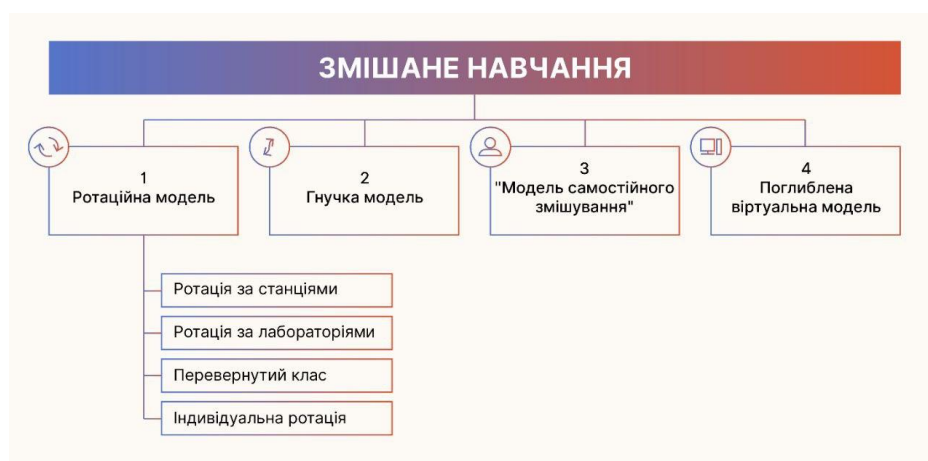 ЗМІШАНЕ НАВЧАННЯ
1
Ротаційна модель
2
Гнучка модель
3
"Модель самостійного
змішування"
4
Поглиблена
віртуальна модель
Ротація за станціями
Ротація за лабораторіями
Перевернутий клас
Індивідуальна ротація